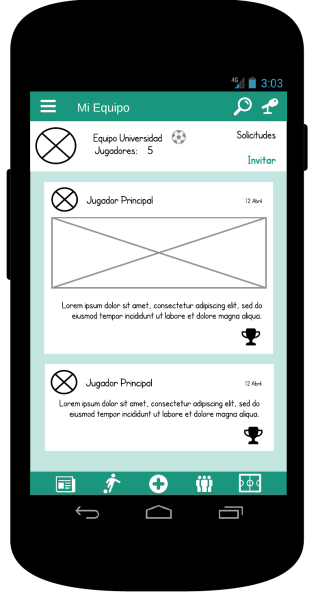 4G 3:03
Mi Equipo
Equipo Universidad
Jugadores: 5
Solicitudes
Invitar
Jugador Principal
12 Abril
Lorem ipsum dolor sit amet, consectetur adipiscing elit, sed do
eiusmod tempor incididunt ut labore et dolore magna aliqua.
Jugador Principal
12 Abril
Lorem ipsum dolor sit amet, consectetur adipiscing elit, sed do
eiusmod tempor incididunt ut labore et dolore magna aliqua.